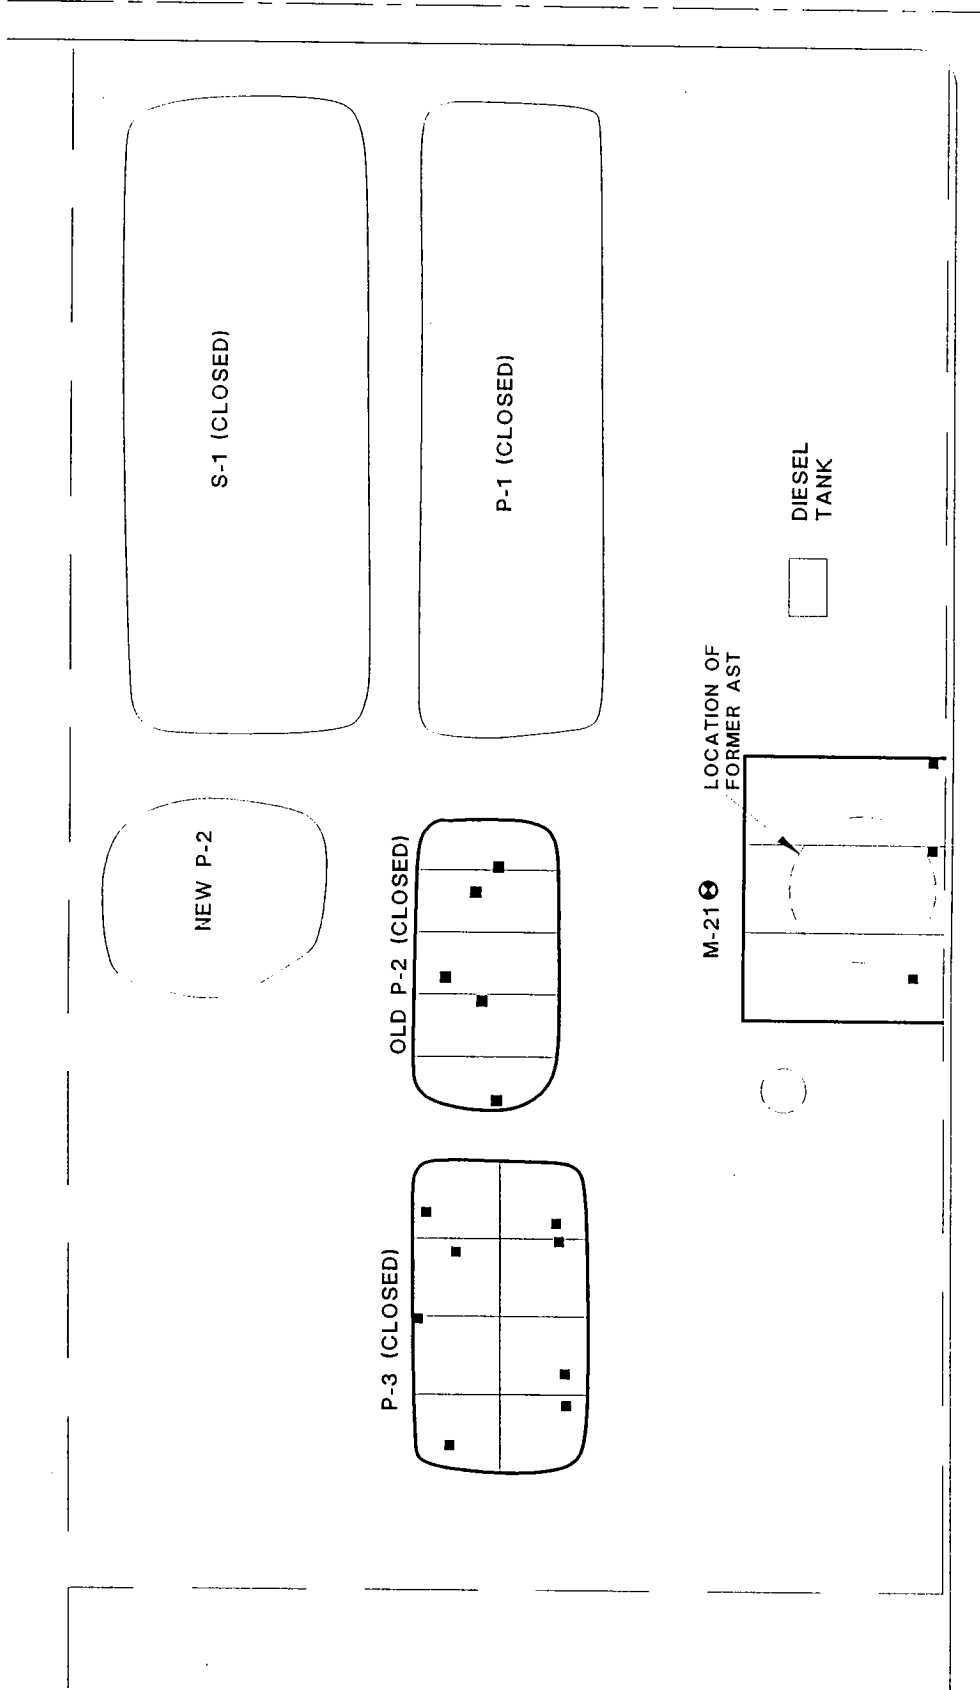 S-1 (CLOSED)
P-1 (CLOSED)
DIESEL
TANK
LOCATION OF
FORMER AST
NEW P-2
OLD P-2 (CLOSED)
M-21
P-3 (CLOSED)